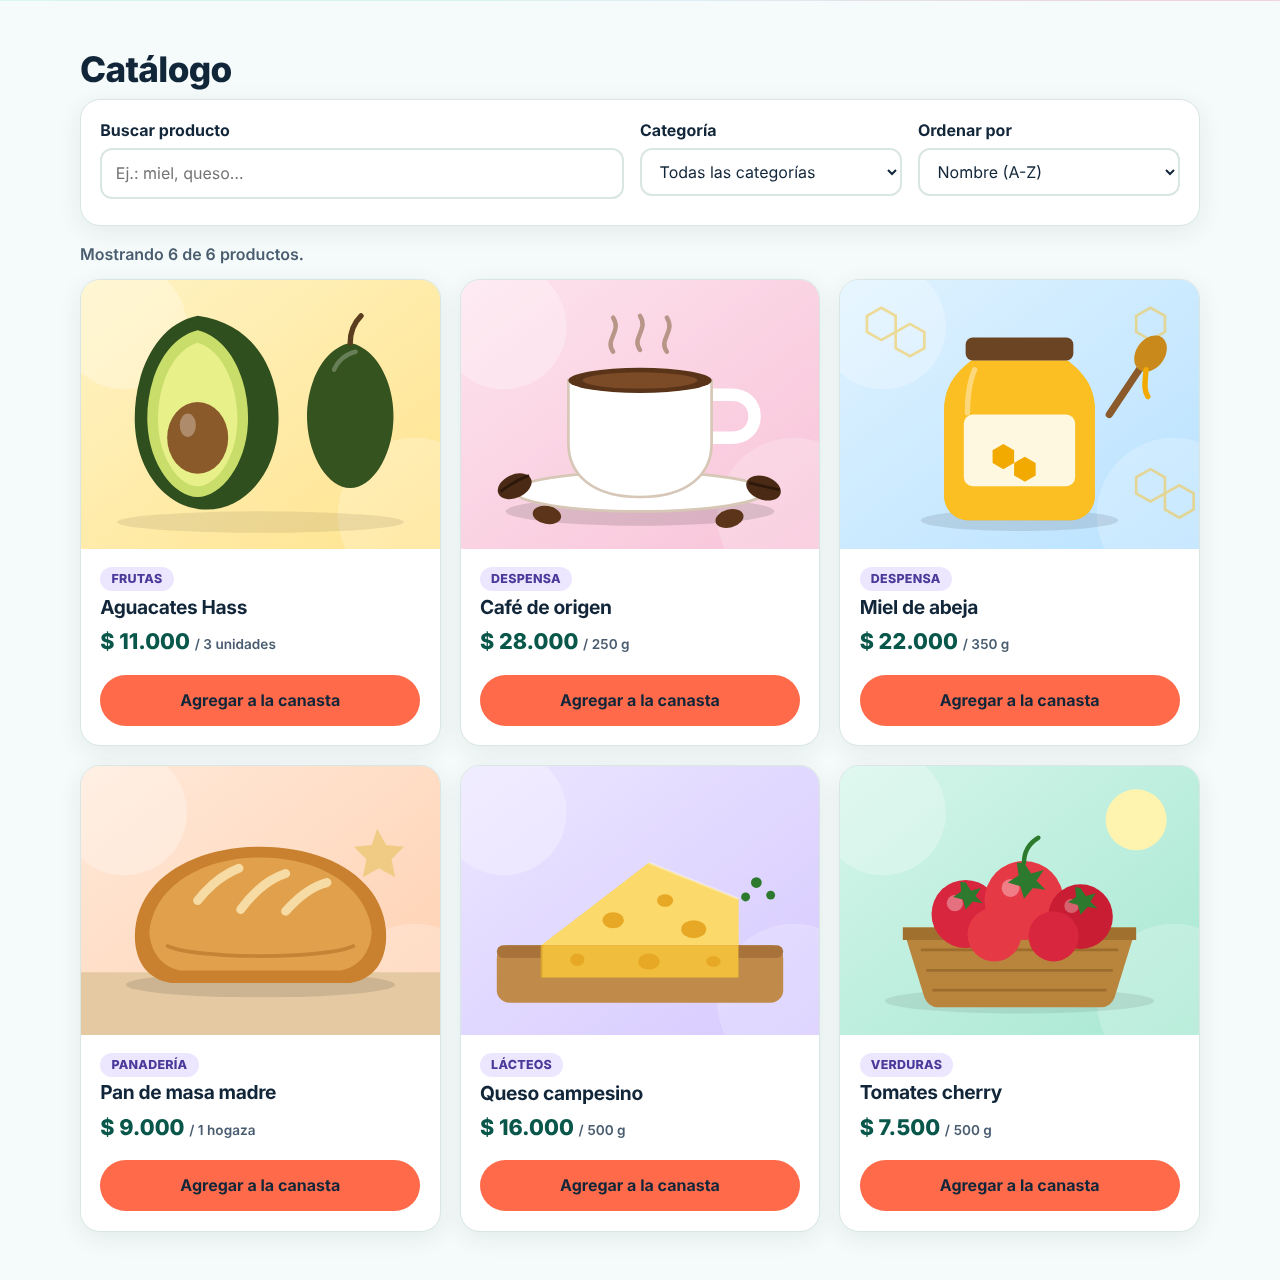 Catálogo
Buscar producto
Ej.: miel, queso...
Categoría
Todas las categorías
Ordenar por
Nombre (A-Z)
Mostrando 6 de 6 productos.
FRUTAS
Aguacates Hass
$ 11.000 / 3 unidades
Agregar a la canasta
DESPENSA
Café de origen
$ 28.000 / 250 g
Agregar a la canasta
DESPENSA
Miel de abeja
$ 22.000 / 350 g
Agregar a la canasta
PANADERÍA
Pan de masa madre
$ 9.000 / 1 hogaza
Agregar a la canasta
LÁCTEOS
Queso campesino
$ 16.000 / 500 g
Agregar a la canasta
VERDURAS
Tomates cherry
$ 7.500 / 500 g
Agregar a la canasta